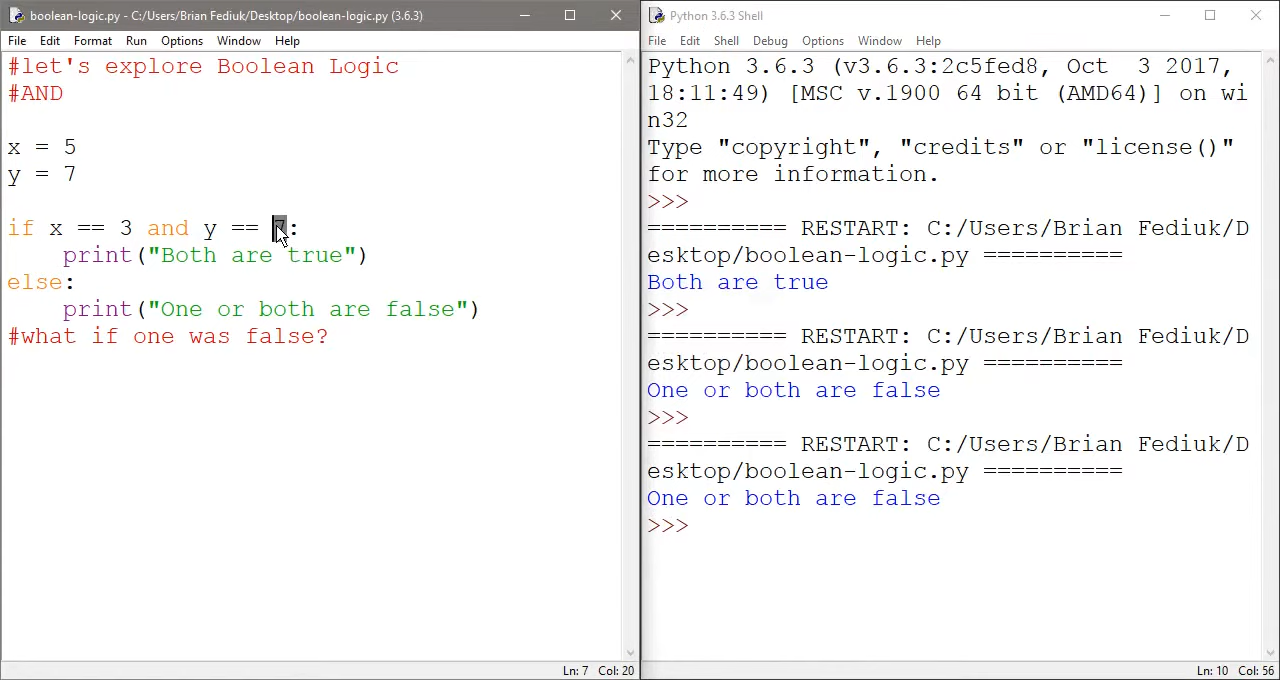 boolean-logic.py - C:/Users/Brian Fediuk/Desktop/boolean-logic.py (3.6.3)
File Edit Format Run Options Window Help
#let's explore Boolean Logic
#AND
x = 5
y = 7
if x == 3 and y == 7:
    print("Both are true")
else:
    print("One or both are false")
#what if one was false?
Ln: 7 Col: 20
Python 3.6.3 Shell
File Edit Shell Debug Options Window Help
Python 3.6.3 (v3.6.3:2c5fed8, Oct  3 2017,
18:11:49) [MSC v.1900 64 bit (AMD64)] on wi
n32
Type "copyright", "credits" or "license()"
for more information.
>>>
========== RESTART: C:/Users/Brian Fediuk/D
esktop/boolean-logic.py ==========
Both are true
>>>
========== RESTART: C:/Users/Brian Fediuk/D
esktop/boolean-logic.py ==========
One or both are false
>>>
========== RESTART: C:/Users/Brian Fediuk/D
esktop/boolean-logic.py ==========
One or both are false
>>>
Ln: 10 Col: 56